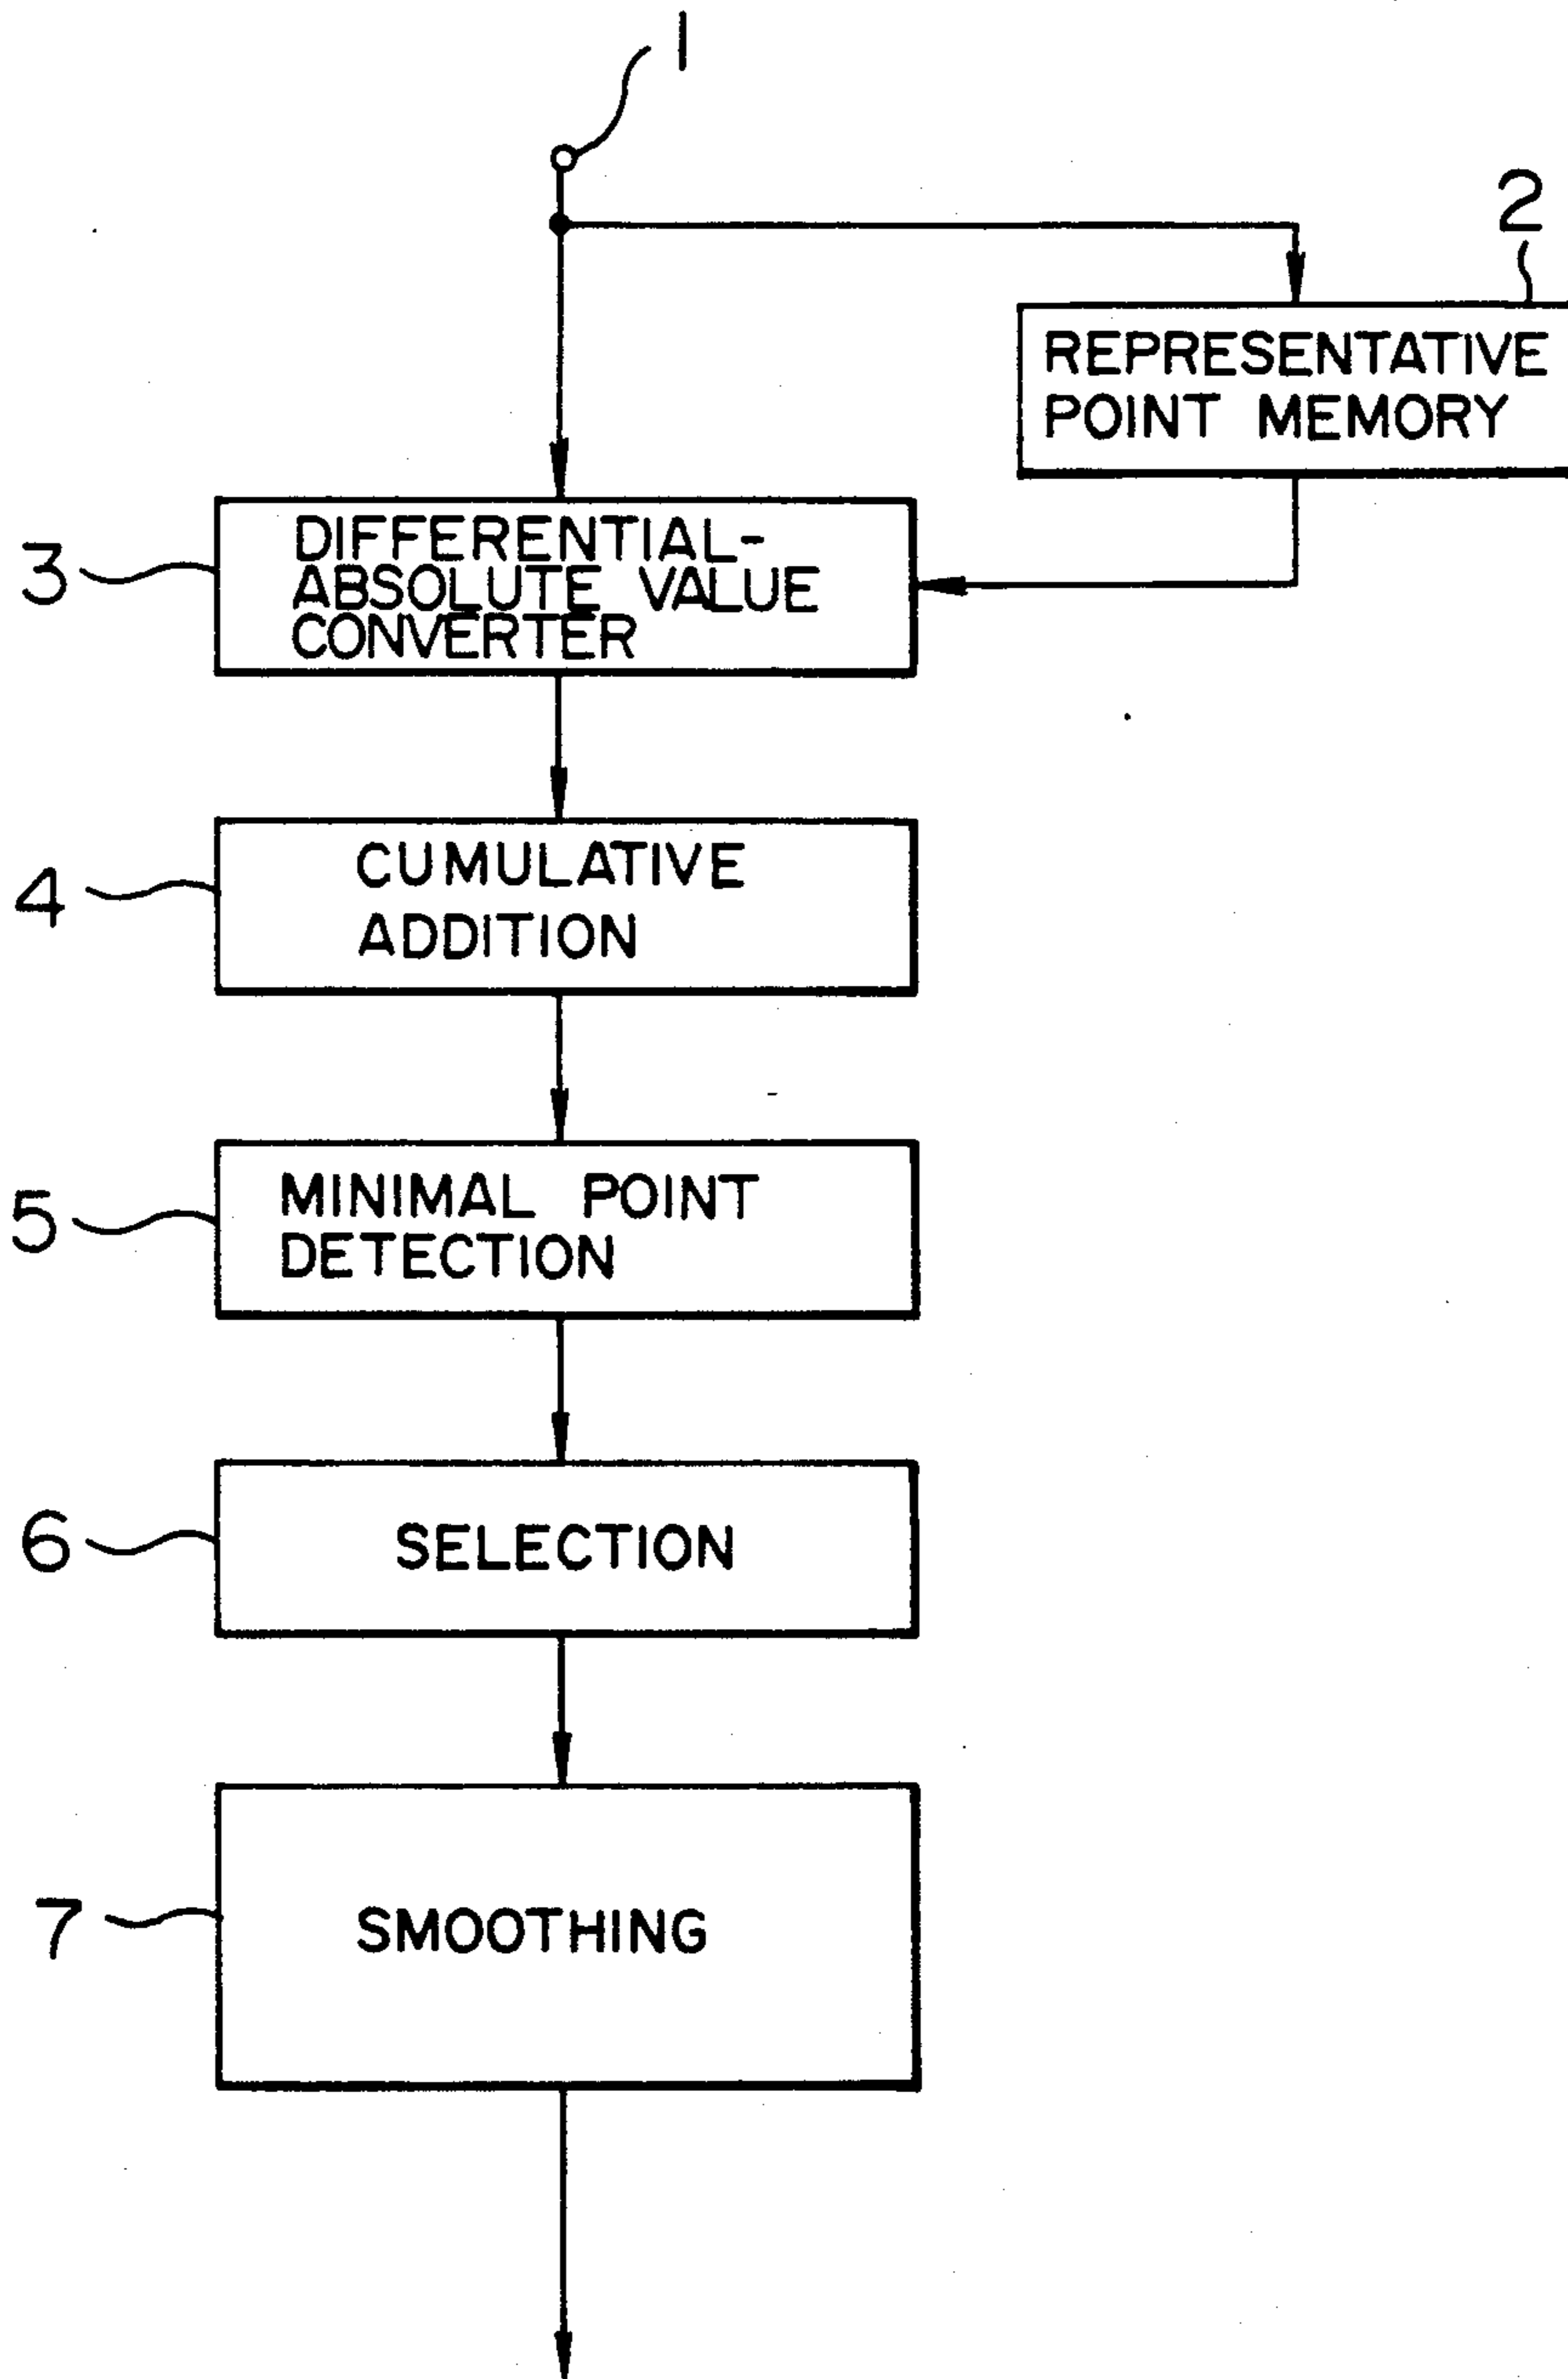 1
2
REPRESENTATIVE
POINT MEMORY
3
DIFFERENTIAL-
ABSOLUTE VALUE
CONVERTER
4
CUMULATIVE
ADDITION
5
MINIMAL POINT
DETECTION
6
SELECTION
7
SMOOTHING